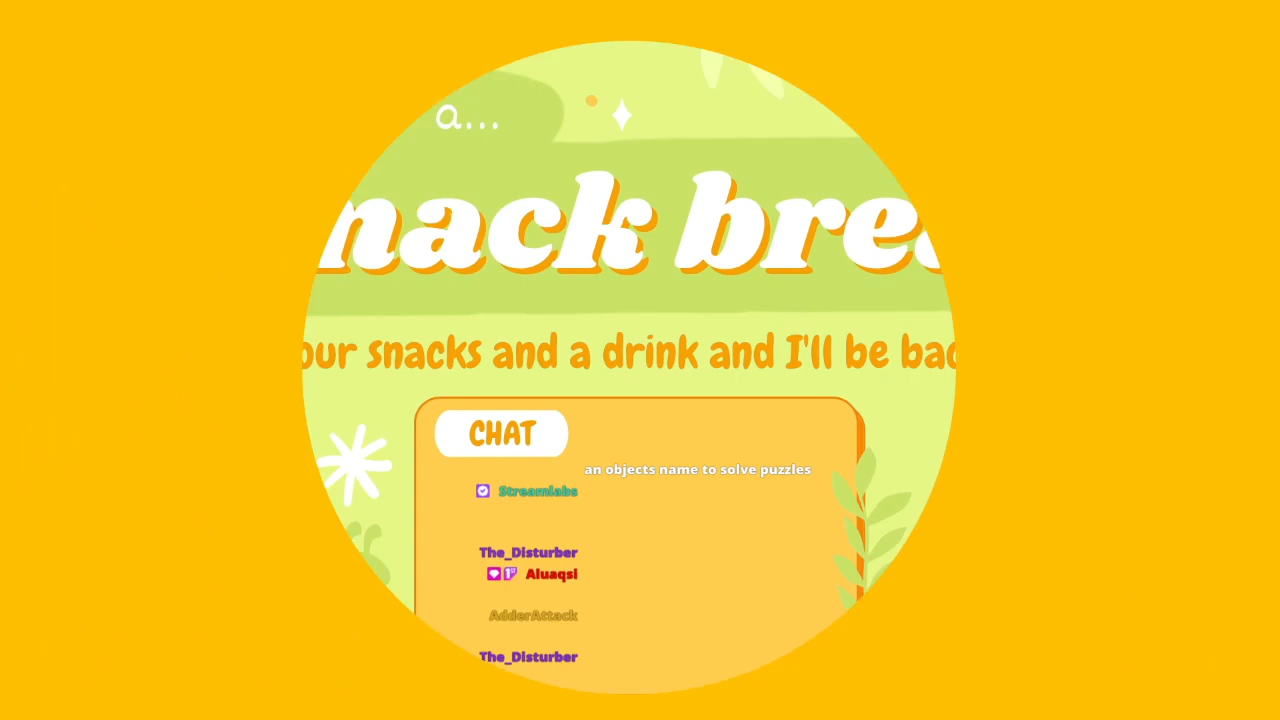 a...
nack brea
our snacks and a drink and I'll be bac
CHAT
an objects name to solve puzzles
Streamlabs
The_Disturber
Aluaqsi
AdderAttack
The_Disturber